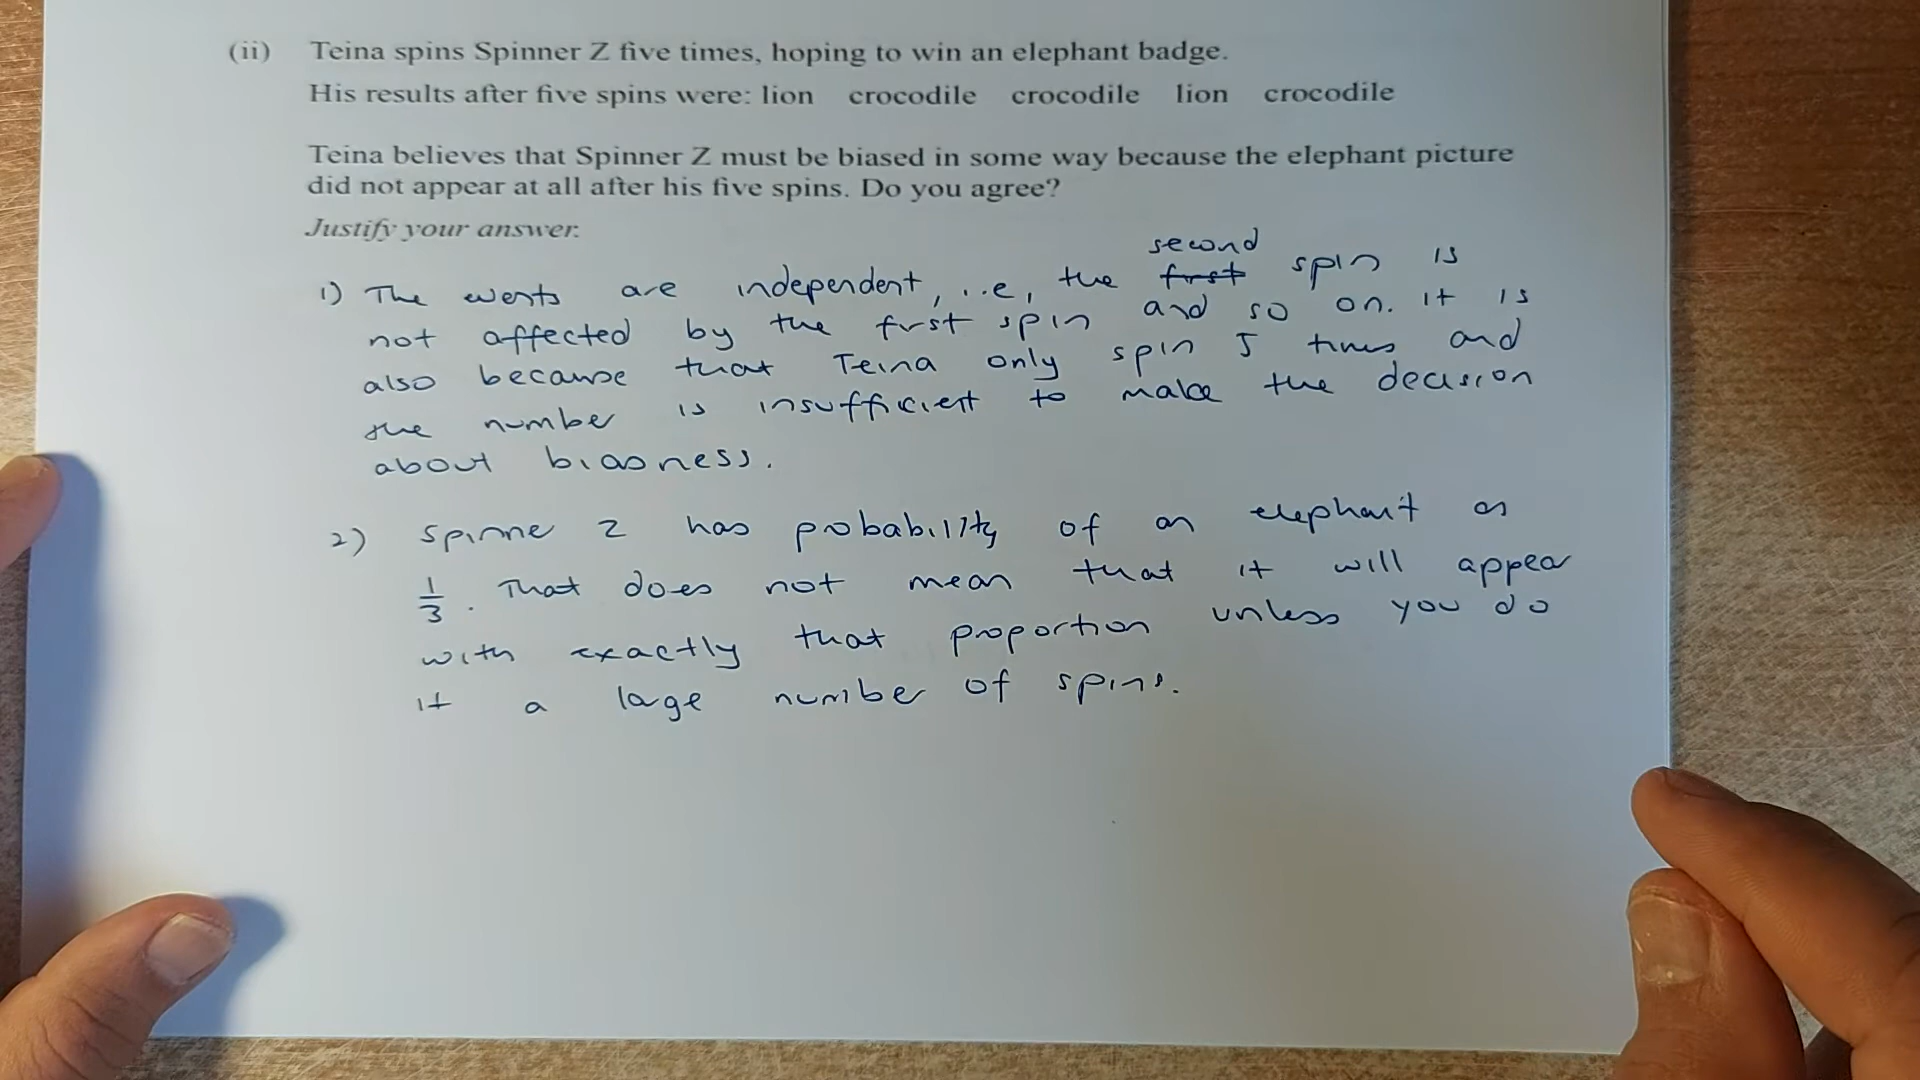 (ii) Teina spins Spinner Z five times, hoping to win an elephant badge.
His results after five spins were: lion crocodile crocodile lion crocodile
Teina believes that Spinner Z must be biased in some way because the elephant picture
did not appear at all after his five spins. Do you agree?
Justify your answer.
second
1) The events are independent, i.e, the first spin is
not affected by the first spin and so on. it is
also because that Teina only spin 5 times and
the number is insufficient to make the decision
about biasness.
2) spinne Z has probability of an elephant as
1/3. That does not mean that it will appear
with exactly that proportion unless you do
it a large number of spins.